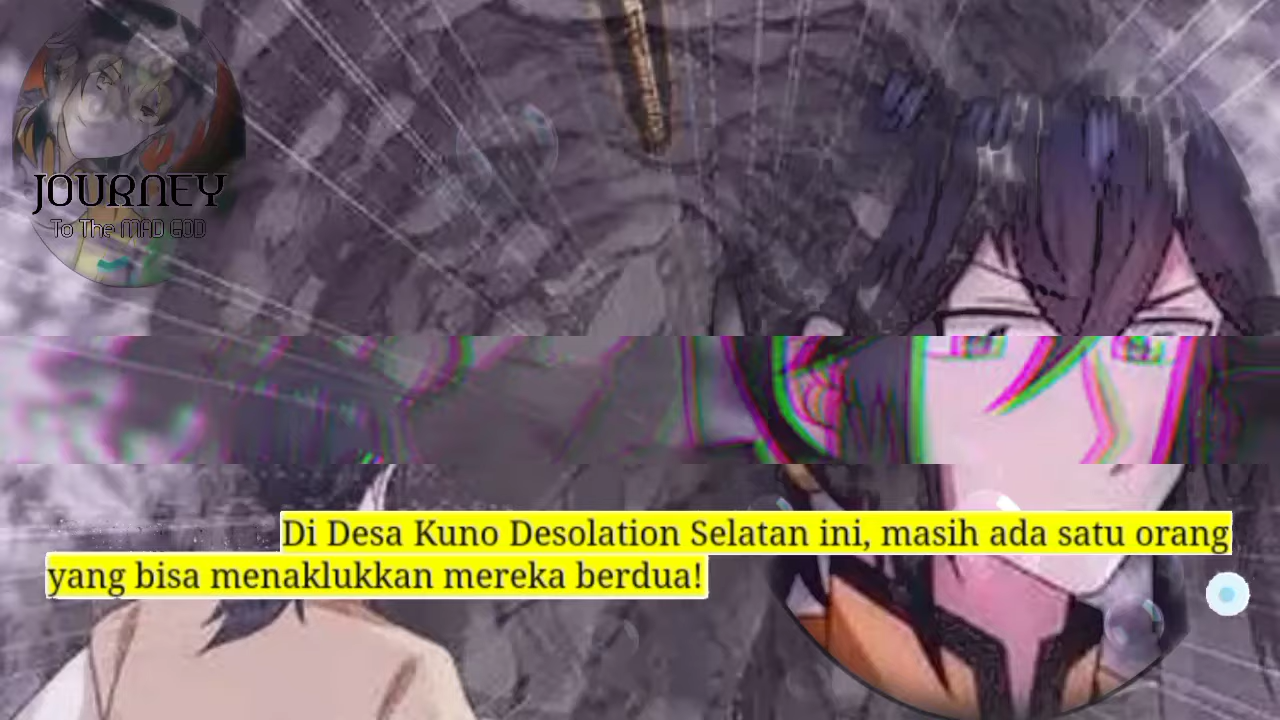 JOURNEY
To The MAD GOD
Di Desa Kuno Desolation Selatan ini, masih ada satu orang
yang bisa menaklukkan mereka berdua!